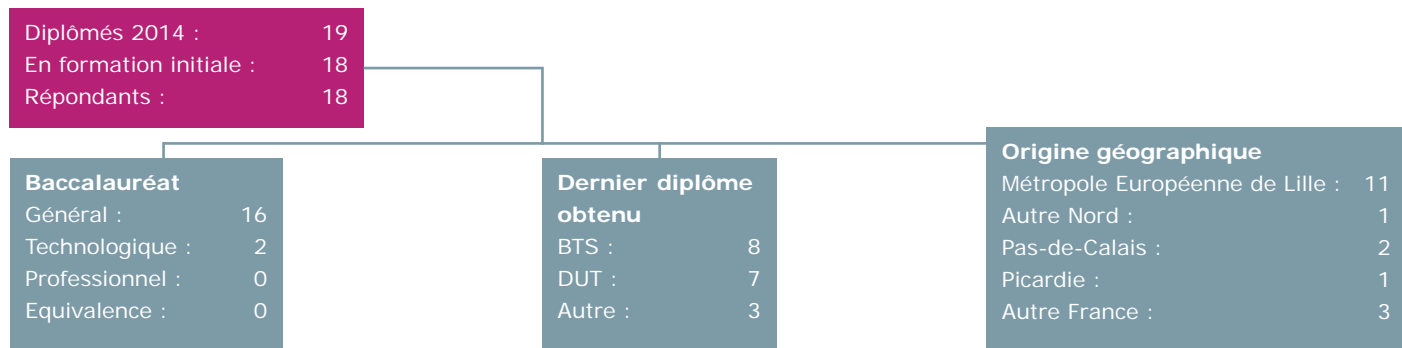 Diplômés 2014 : 19
En formation initiale : 18
Répondants : 18
Baccalauréat
Général : 16
Technologique : 2
Professionnel : 0
Equivalence : 0
Dernier diplôme
obtenu
BTS : 8
DUT : 7
Autre : 3
Origine géographique
Métropole Européenne de Lille : 11
Autre Nord : 1
Pas-de-Calais : 2
Picardie : 1
Autre France : 3